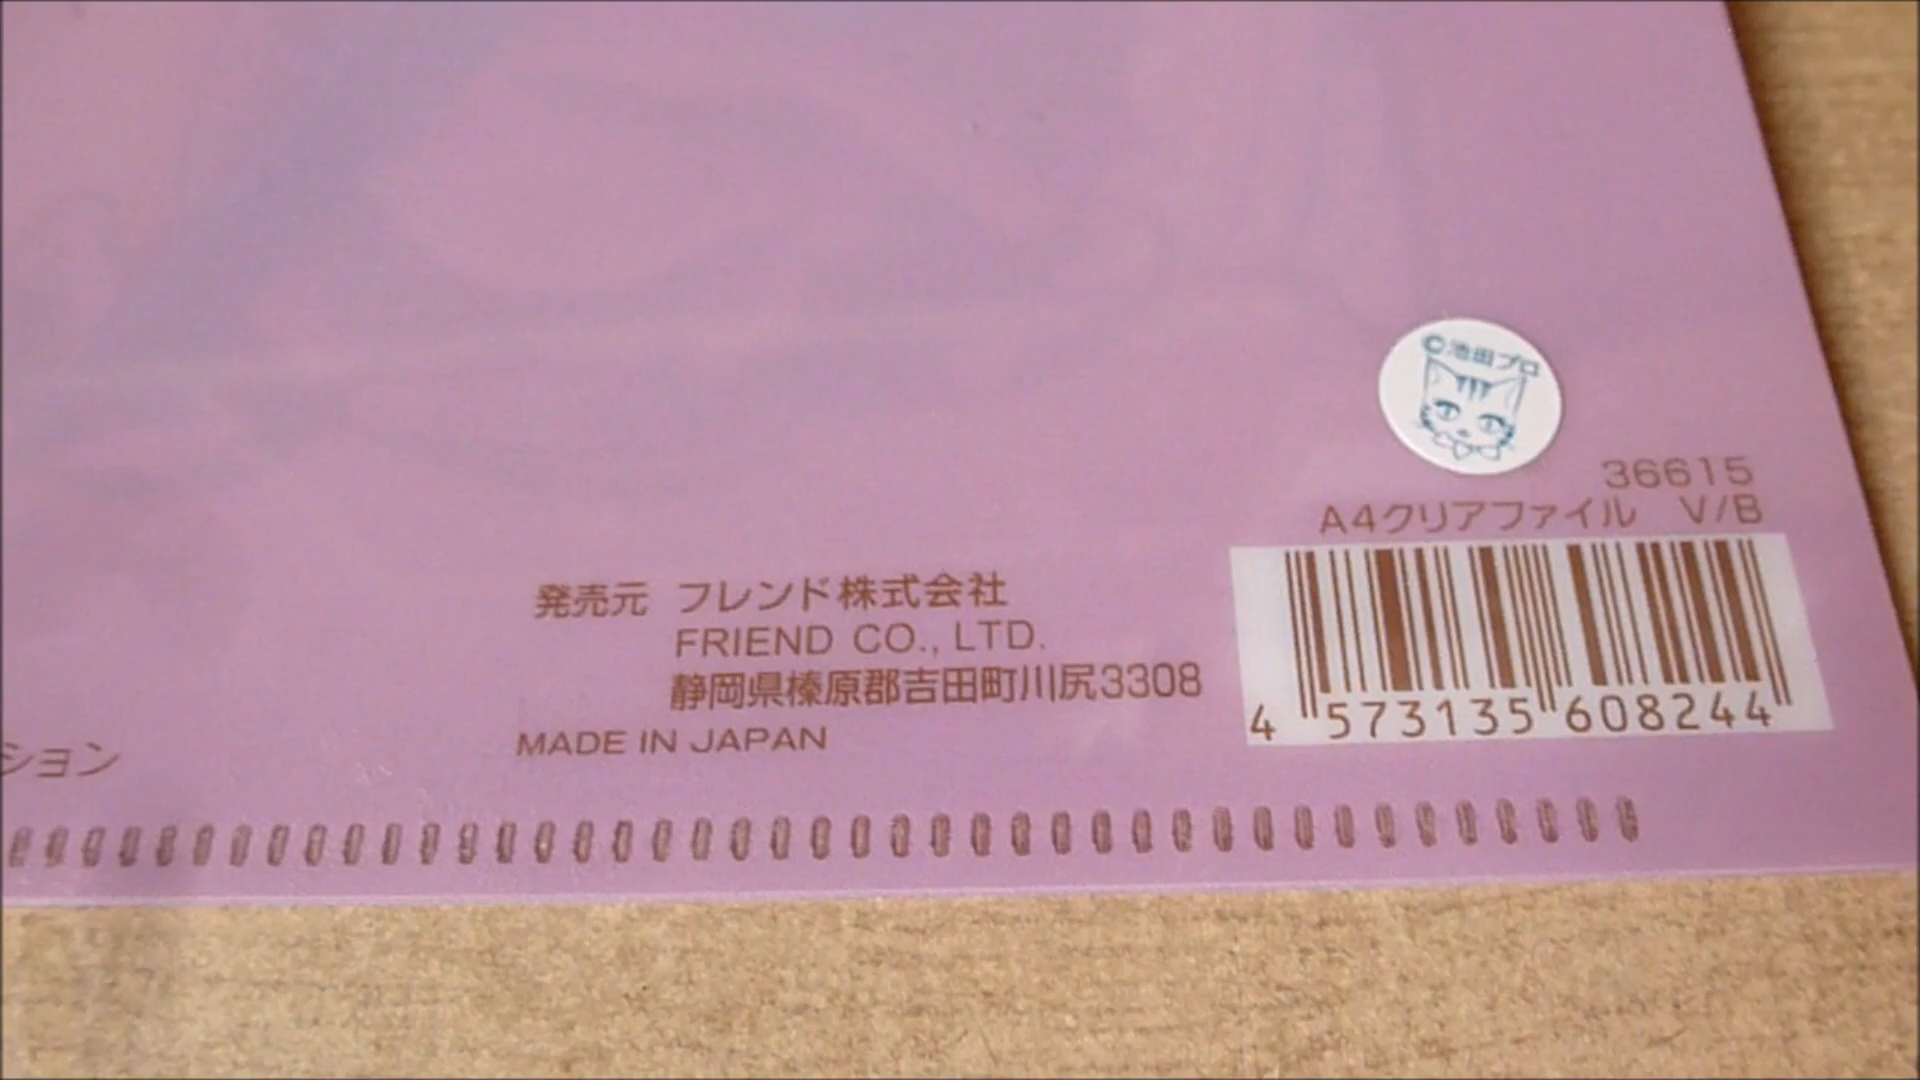 ©池田プロ
36615
A4クリアファイル V/B
発売元 フレンド株式会社
FRIEND CO., LTD.
静岡県榛原郡吉田町川尻3308
MADE IN JAPAN
4 573135 608244
ション